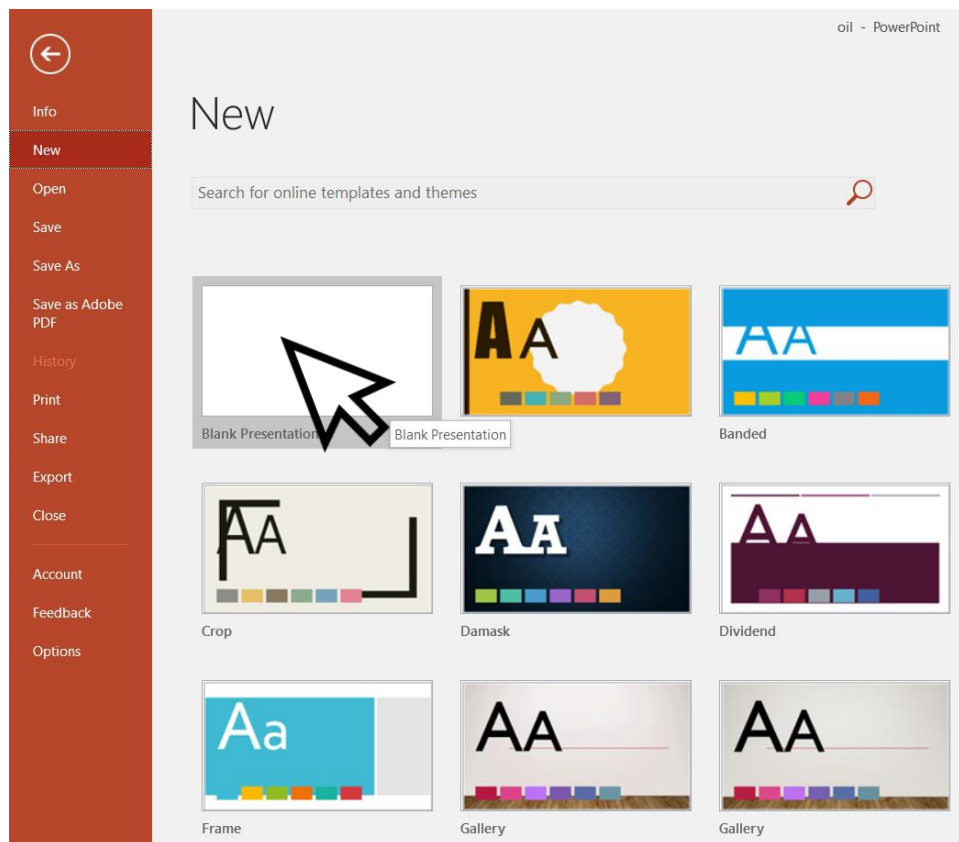 oil - PowerPoint
Info
New
Open
Save
Save As
Save as Adobe
PDF
History
Print
Share
Export
Close
Account
Feedback
Options
New
Search for online templates and themes
Blank Presentation
Blank Presentation
Banded
Crop
Damask
Dividend
Frame
Gallery
Gallery
AA
AA
AA
AA
AA
Aa
AA
AA